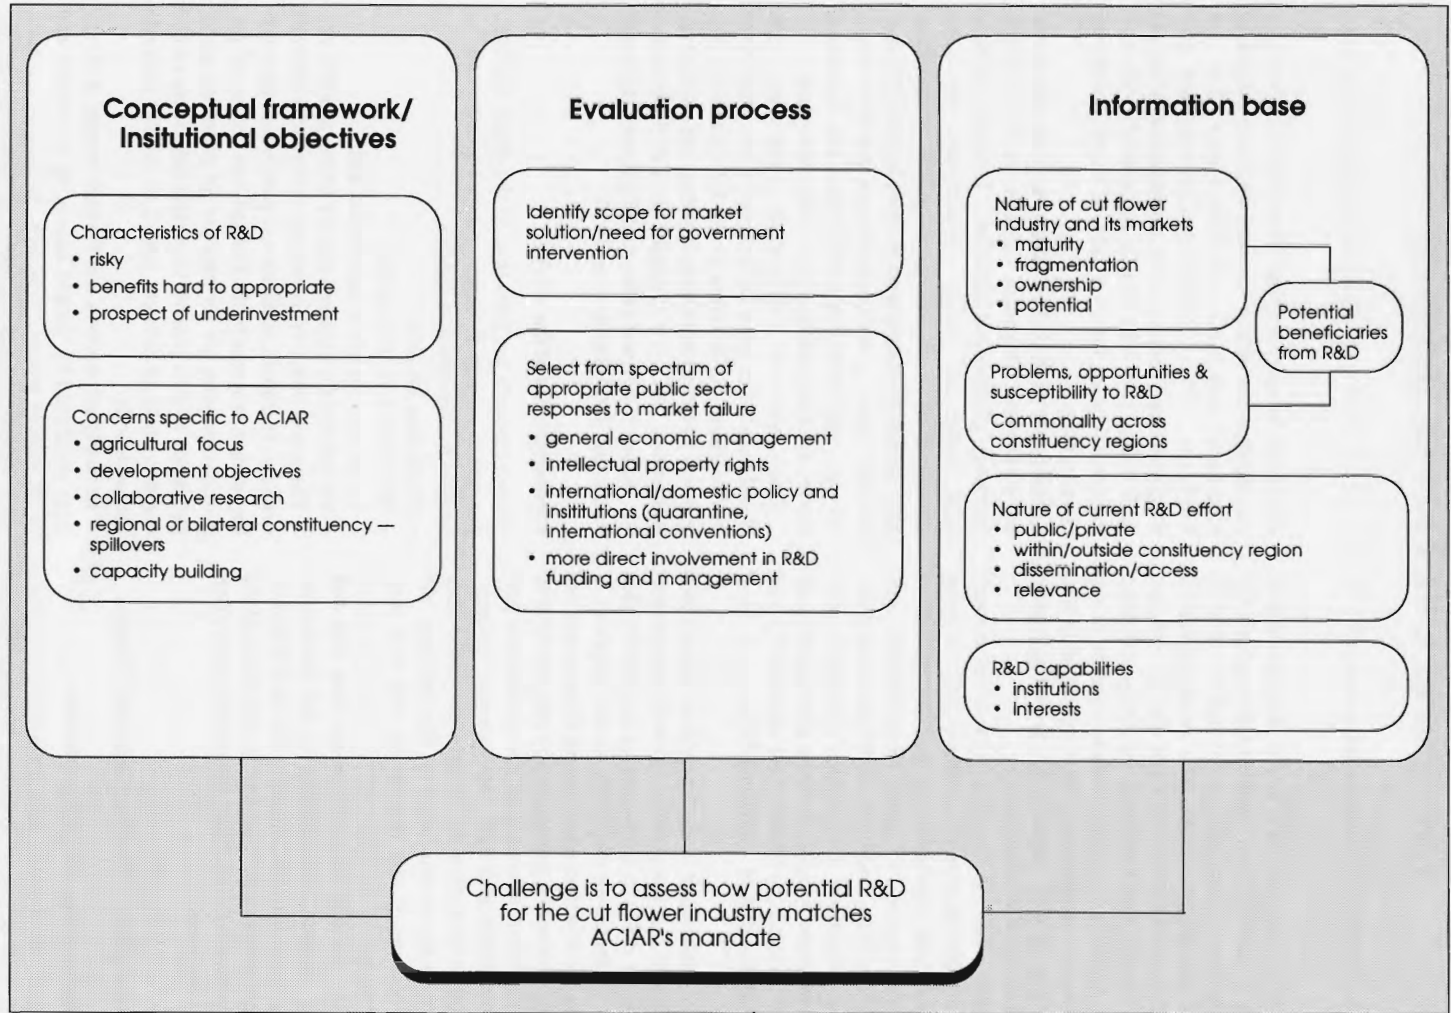 Conceptual framework/
Insitutional objectives
Characteristics of R&D
• risky
• benefits hard to appropriate
• prospect of underinvestment
Concerns specific to ACIAR
• agricultural focus
• development objectives
• collaborative research
• regional or bilateral constituency —
spillovers
• capacity building
Evaluation process
Identify scope for market
solution/need for government
intervention
Select from spectrum of
appropriate public sector
responses to market failure
• general economic management
• intellectual property rights
• international/domestic policy and
insititutions (quarantine,
international conventions)
• more direct involvement in R&D
funding and management
Information base
Nature of cut flower
industry and its markets
• maturity
• fragmentation
• ownership
• potential
Potential
beneficiaries
from R&D
Problems, opportunities &
susceptibility to R&D
Commonality across
constituency regions
Nature of current R&D effort
• public/private
• within/outside consituency region
• dissemination/access
• relevance
R&D capabilities
• institutions
• interests
Challenge is to assess how potential R&D
for the cut flower industry matches
ACIAR's mandate